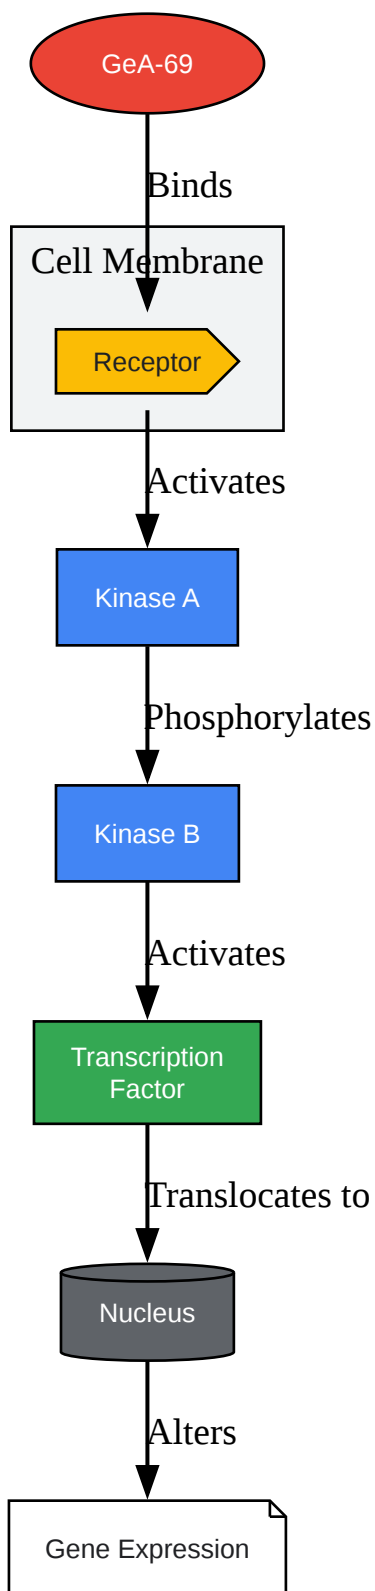 GeA-69
Binds
Cell Membrane
Receptor
Activates
Kinase A
Phosphorylates
Kinase B
Activates
Transcription
Factor
Translocates to
Nucleus
Alters
Gene Expression